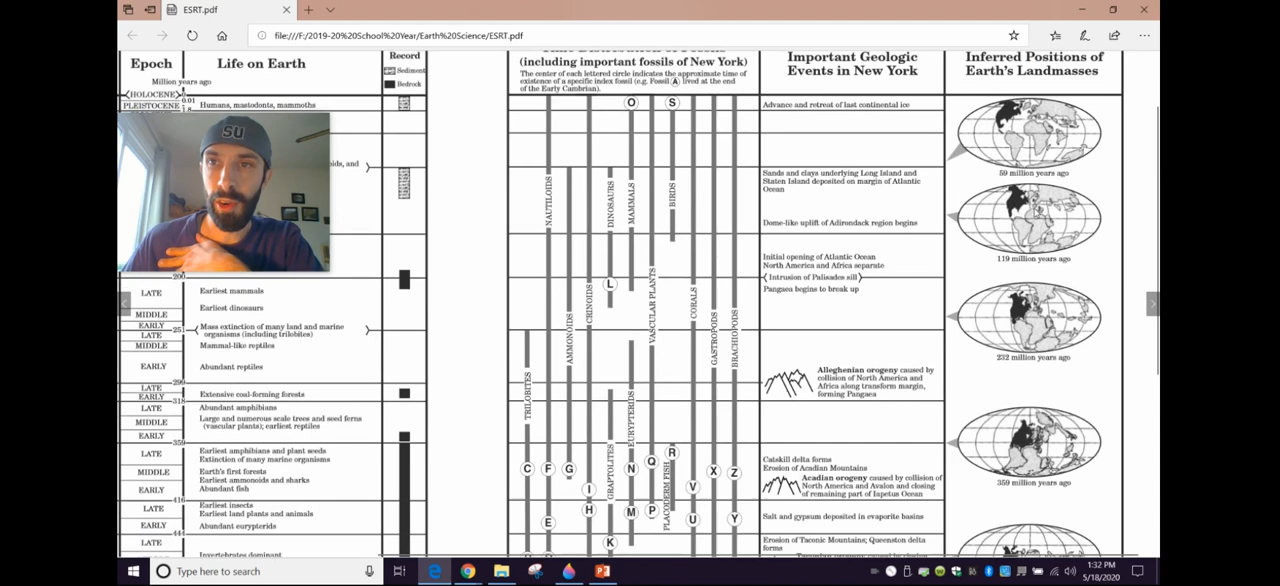 ESRT.pdf
file:///F:/2019-20%20School%20Year/Earth%20Science/ESRT.pdf
Epoch
Life on Earth
Record
Sediment
Bedrock
Million years ago
HOLOCENE 0
0.01
PLEISTOCENE 1.8
Humans, mastodonts, mammoths
SU
oids, and
200
LATE
Earliest mammals
Earliest dinosaurs
MIDDLE
EARLY
251
Mass extinction of many land and marine
organisms (including trilobites)
LATE
MIDDLE
Mammal-like reptiles
EARLY
Abundant reptiles
299
LATE
EARLY
Extensive coal-forming forests
318
LATE
Abundant amphibians
MIDDLE
Large and numerous scale trees and seed ferns
(vascular plants); earliest reptiles
EARLY
359
LATE
Earliest amphibians and plant seeds
Extinction of many marine organisms
MIDDLE
Earth's first forests
Earliest ammonoids and sharks
EARLY
Abundant fish
416
LATE
Earliest insects
Earliest land plants and animals
EARLY
Abundant eurypterids
444
LATE
Invertebrates dominant
(including important fossils of New York)
The center of each lettered circle indicates the approximate time of
existence of a specific index fossil (e.g. Fossil A lived at the end
of the Early Cambrian).
O
S
NAUTILOIDS
DINOSAURS
MAMMALS
BIRDS
L
AMMONOIDS
CRINOIDS
VASCULAR PLANTS
CORALS
GASTROPODS
BRACHIOPODS
TRILOBITES
EURYPTERIDS
GRAPTOLITES
PLACODERM FISH
C
F
G
N
Q
R
X
Z
I
V
H
M
P
E
U
Y
K
Important Geologic
Events in New York
Advance and retreat of last continental ice
Sands and clays underlying Long Island and
Staten Island deposited on margin of Atlantic
Ocean
Dome-like uplift of Adirondack region begins
Initial opening of Atlantic Ocean
North America and Africa separate
Intrusion of Palisades sill
Pangaea begins to break up
Alleghenian orogeny caused by
collision of North America and
Africa along transform margin,
forming Pangaea
Catskill delta forms
Erosion of Acadian Mountains
Acadian orogeny caused by collision of
North America and Avalon and closing
of remaining part of Iapetus Ocean
Salt and gypsum deposited in evaporite basins
Erosion of Taconic Mountains; Queenston delta
forms
Inferred Positions of
Earth's Landmasses
59 million years ago
119 million years ago
232 million years ago
359 million years ago
Type here to search
1:32 PM
5/18/2020